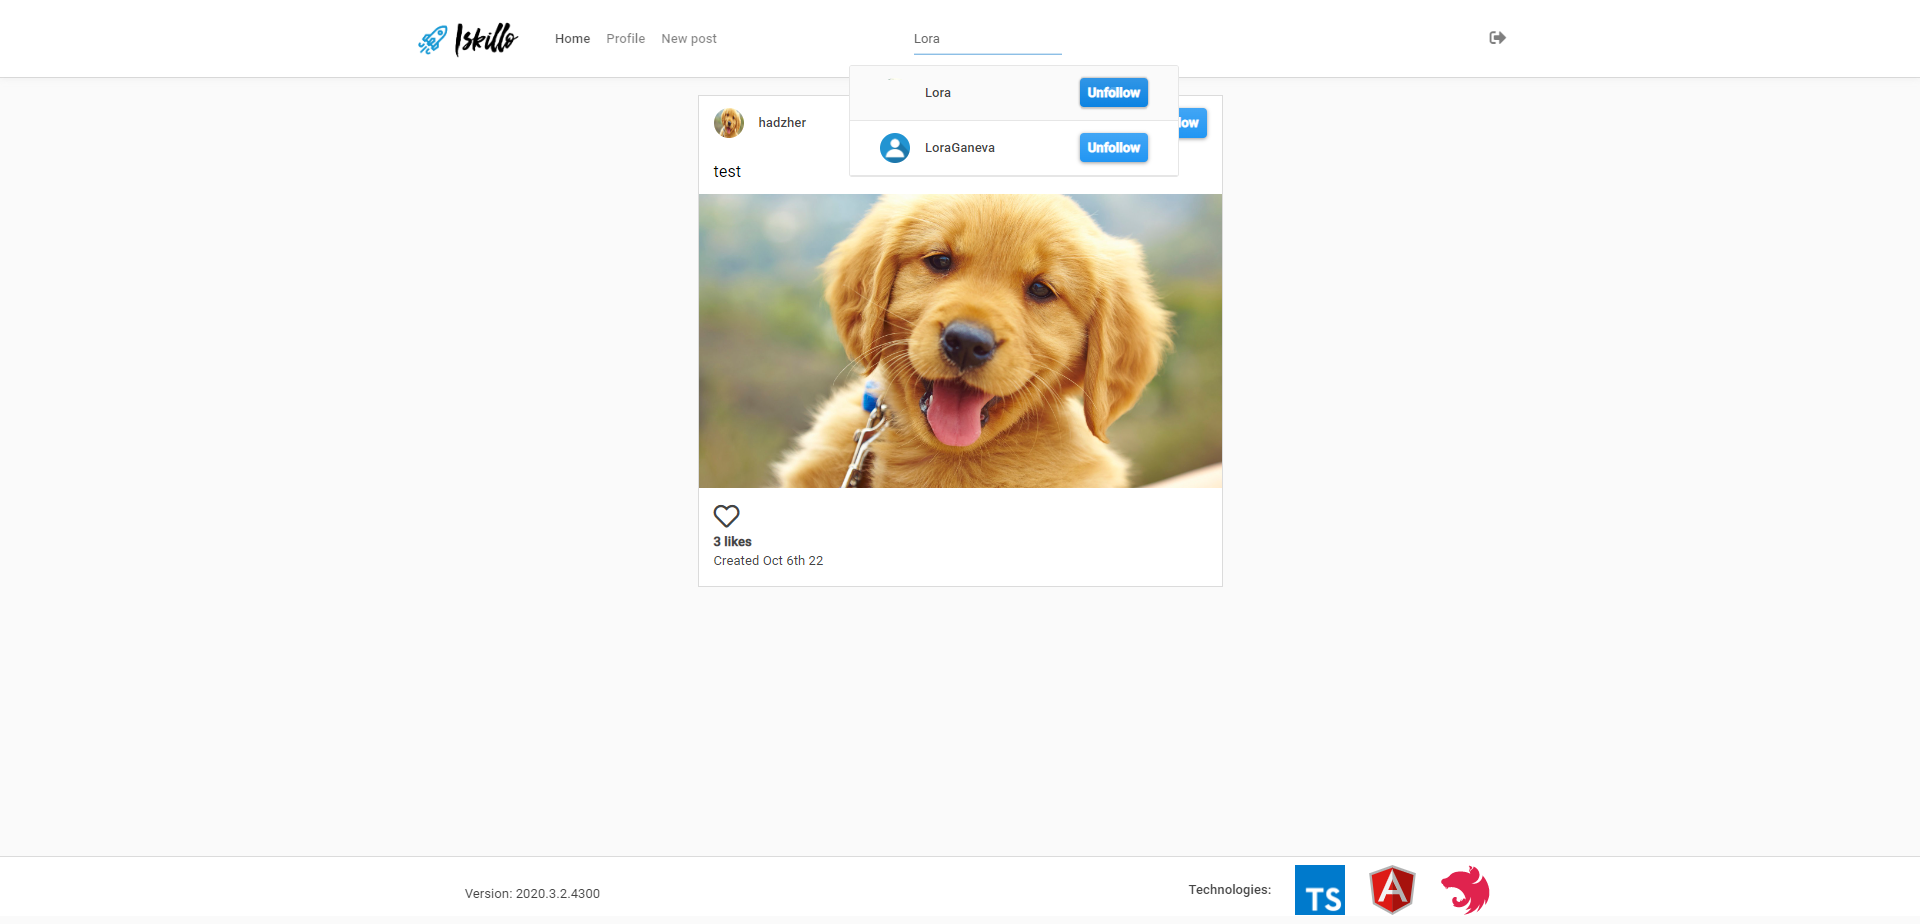 Iskillo
Home Profile New post
Lora
Lora Unfollow
LoraGaneva Unfollow
hadzher
test
3 likes
Created Oct 6th 22
Version: 2020.3.2.4300
Technologies:
TS
A